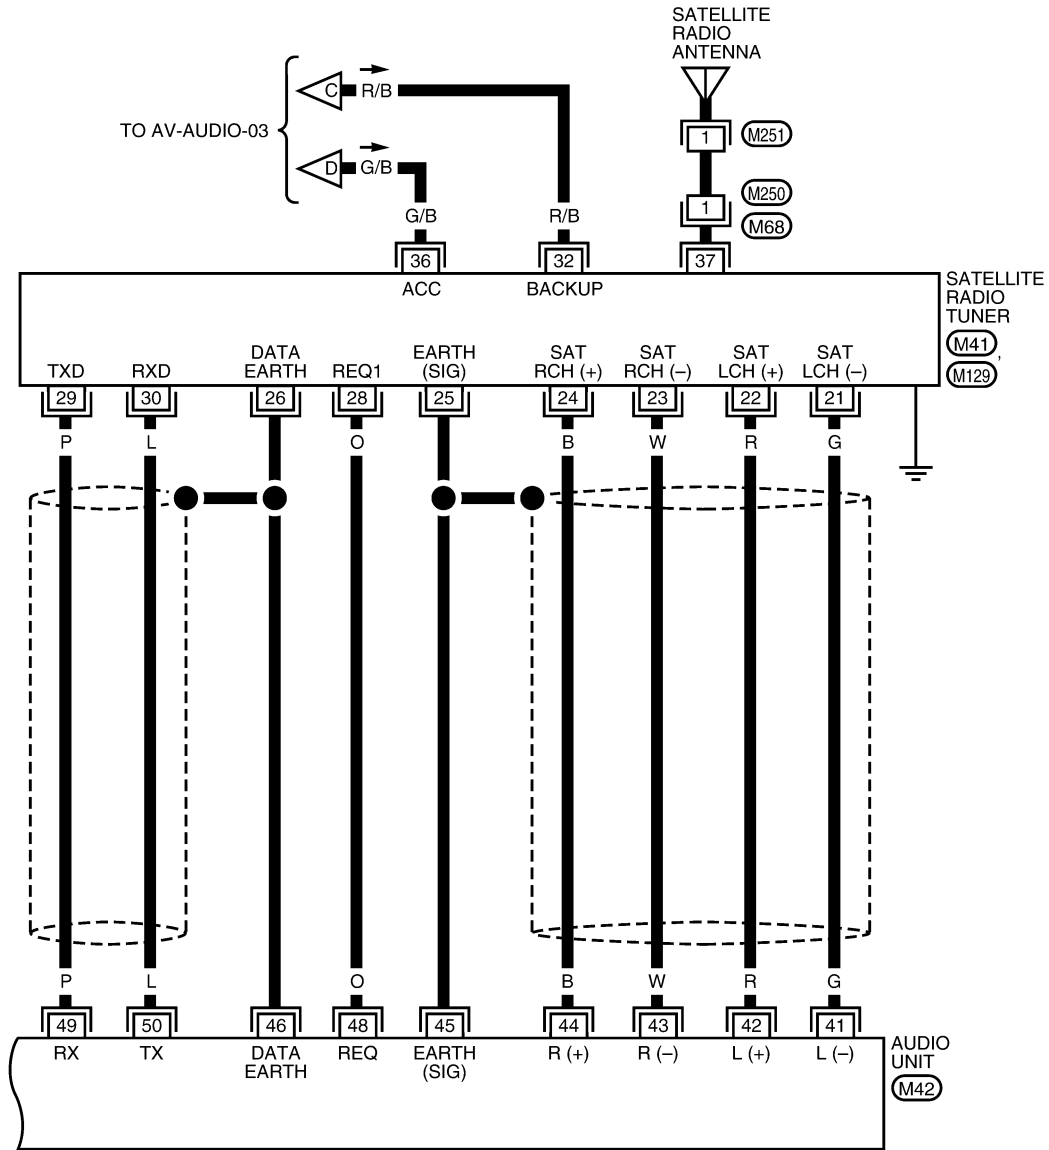 SATELLITE
RADIO
ANTENNA
C R/B
TO AV-AUDIO-03
1 M251
D G/B
1 M250
M68
G/B R/B
36 32 37
ACC BACKUP
SATELLITE
RADIO
TUNER
M41,
M129
TXD RXD DATA EARTH (SIG) SAT SAT SAT SAT
EARTH REQ1 RCH (+) RCH (–) LCH (+) LCH (–)
29 30 26 28 25 24 23 22 21
P L O B W R G
P L O B W R G
49 50 46 48 45 44 43 42 41
RX TX DATA REQ EARTH R (+) R (–) L (+) L (–)
EARTH (SIG)
AUDIO
UNIT
M42